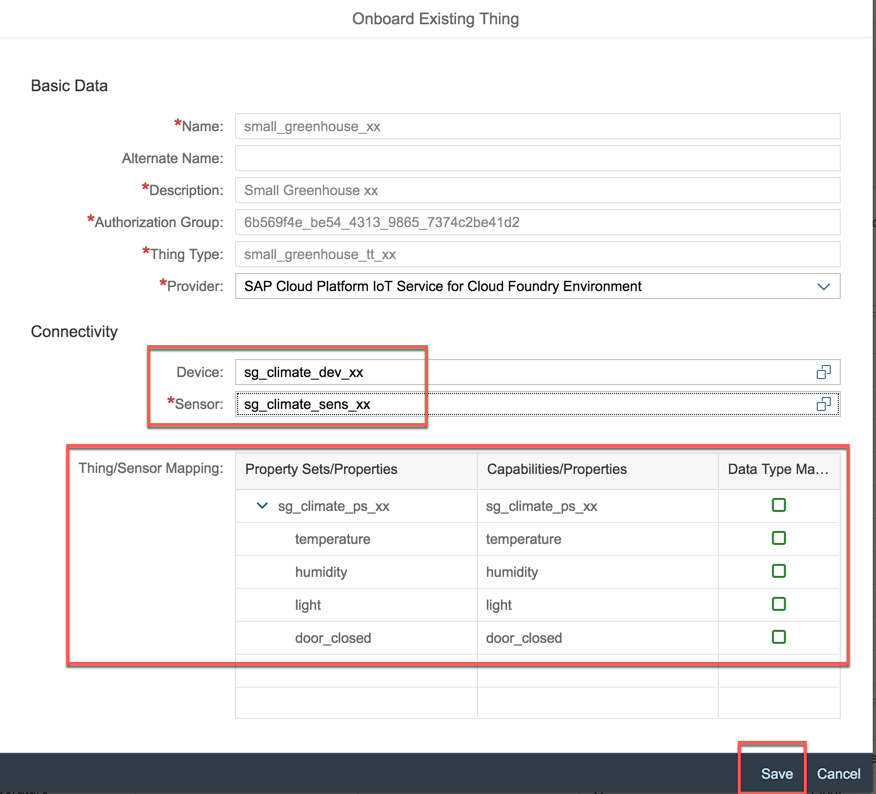 Onboard Existing Thing
Basic Data
*Name: small_greenhouse_xx
Alternate Name:
*Description: Small Greenhouse xx
*Authorization Group: 6b569f4e_be54_4313_9865_7374c2be41d2
*Thing Type: small_greenhouse_tt_xx
*Provider: SAP Cloud Platform IoT Service for Cloud Foundry Environment
Connectivity
Device: sg_climate_dev_xx
*Sensor: sg_climate_sens_xx
Thing/Sensor Mapping: Property Sets/Properties Capabilities/Properties Data Type Ma...
sg_climate_ps_xx sg_climate_ps_xx
temperature temperature
humidity humidity
light light
door_closed door_closed
Save Cancel